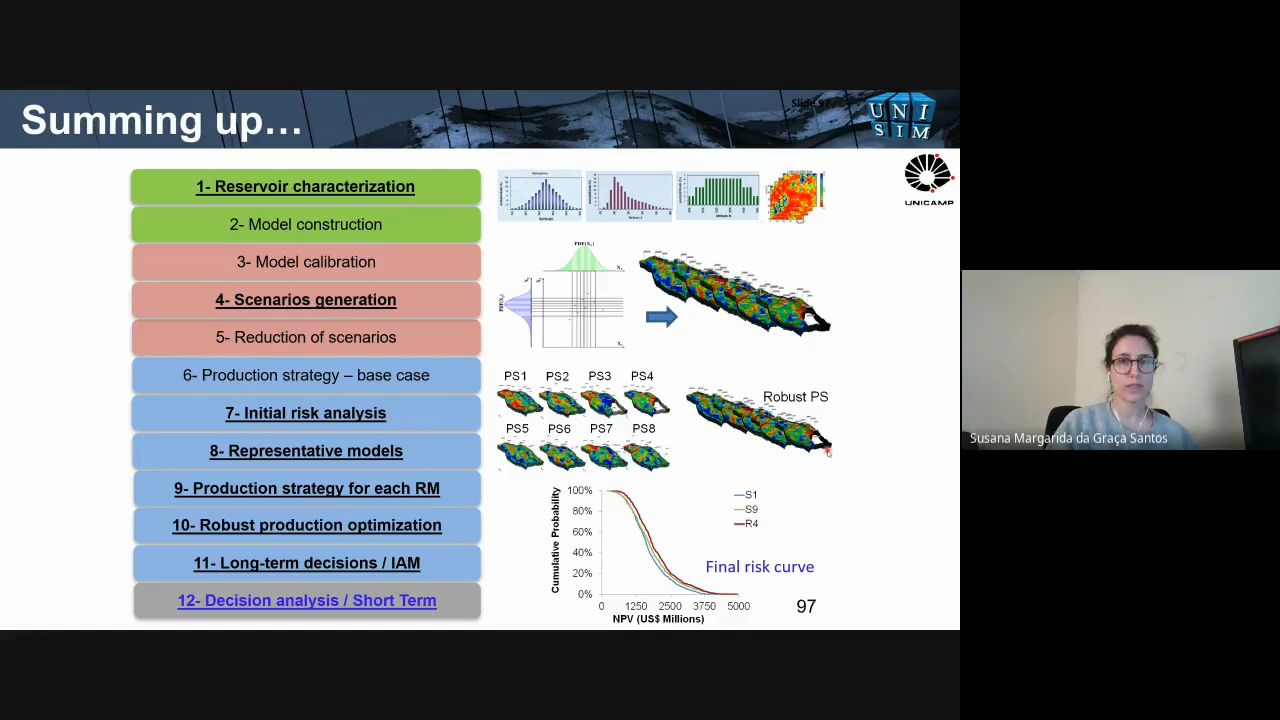 Slide 97
Summing up…
UNI
SIM
UNICAMP
1- Reservoir characterization
2- Model construction
3- Model calibration
4- Scenarios generation
5- Reduction of scenarios
6- Production strategy – base case
7- Initial risk analysis
8- Representative models
9- Production strategy for each RM
10- Robust production optimization
11- Long-term decisions / IAM
12- Decision analysis / Short Term
PS1 PS2 PS3 PS4
PS5 PS6 PS7 PS8
Robust PS
Cumulative Probability
100%
80%
60%
40%
20%
0%
0 1250 2500 3750 5000
NPV (US$ Millions)
S1
S9
R4
Final risk curve
97
Susana Margarida da Graça Santos